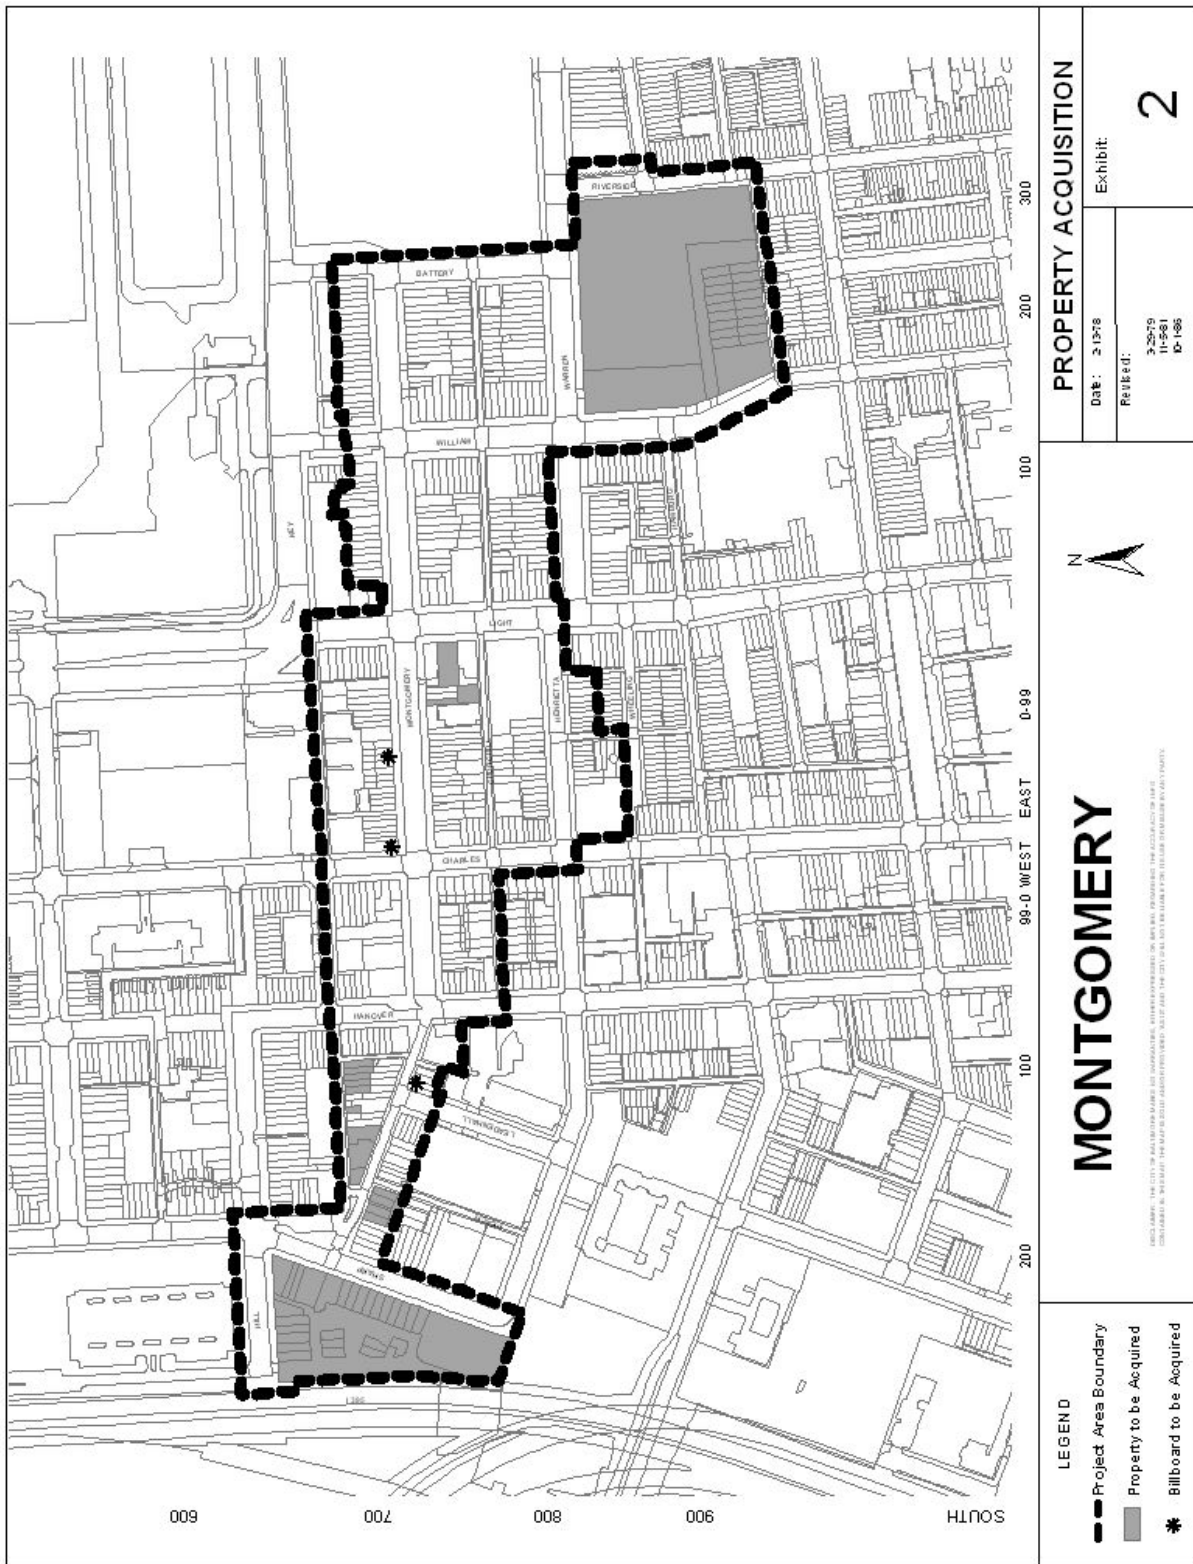 KEY
BATTERY
RIVERSIDE
WARREN
WILLIAM
LIGHT
MONTGOMERY
HENRIETTA
WHEELING
CHARLES
HANOVER
LEADENHALL
SHARP
HILL
I 395
600
700
800
900
SOUTH
200
100
99-0 WEST
EAST
0-99
100
200
300
LEGEND
Project Area Boundary
Property to be Acquired
Billboard to be Acquired
MONTGOMERY
N
PROPERTY ACQUISITION
Date: 2-13-78
Revised:
3-29-79
11-5-81
10-1-86
Exhibit:
2